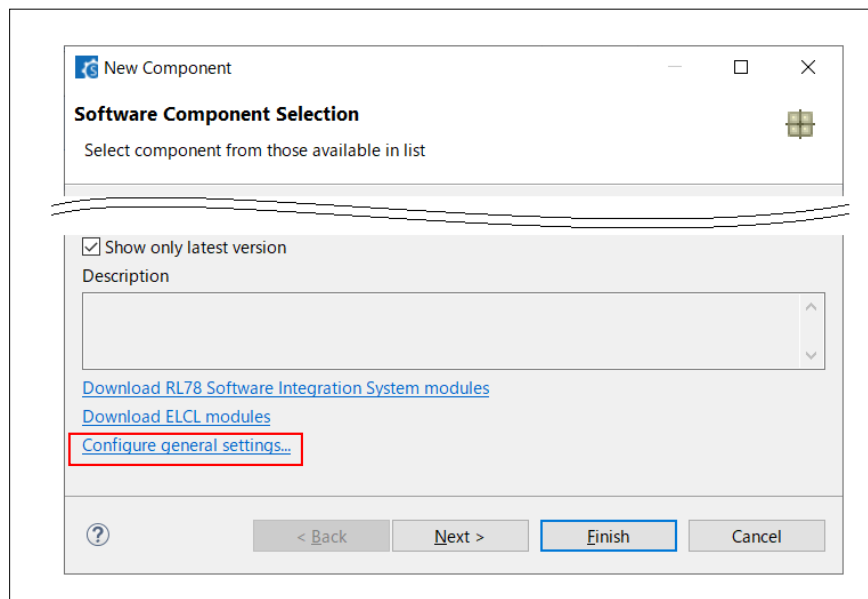 New Component
Software Component Selection
Select component from those available in list
Show only latest version
Description
Download RL78 Software Integration System modules
Download ELCL modules
Configure general settings...
< Back Next > Finish Cancel